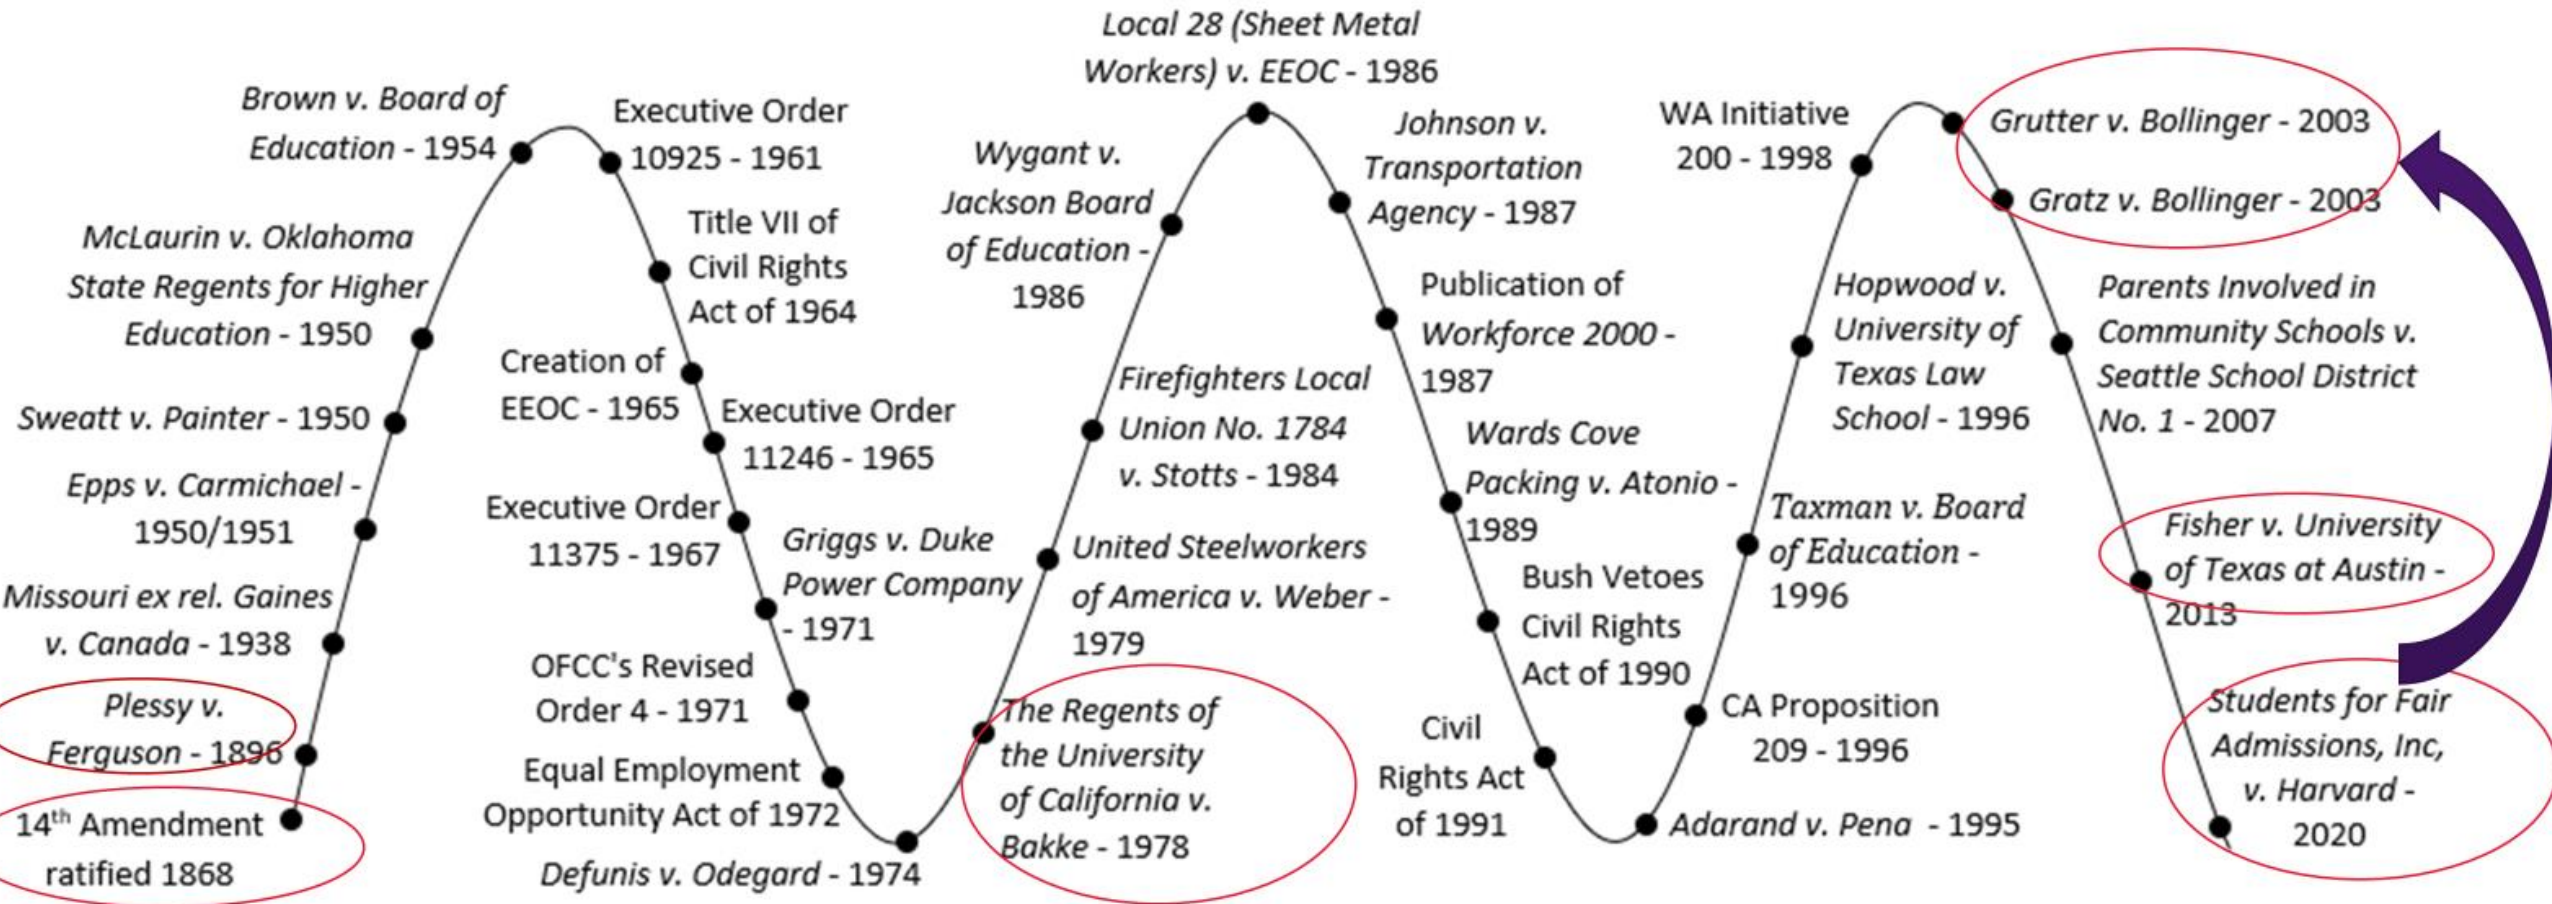 14th Amendment
ratified 1868
Plessy v.
Ferguson - 1896
Missouri ex rel. Gaines
v. Canada - 1938
Epps v. Carmichael -
1950/1951
Sweatt v. Painter - 1950
McLaurin v. Oklahoma
State Regents for Higher
Education - 1950
Brown v. Board of
Education - 1954
Executive Order
10925 - 1961
Title VII of
Civil Rights
Act of 1964
Creation of
EEOC - 1965
Executive Order
11246 - 1965
Executive Order
11375 - 1967
Griggs v. Duke
Power Company
- 1971
OFCC's Revised
Order 4 - 1971
Equal Employment
Opportunity Act of 1972
Defunis v. Odegard - 1974
The Regents of
the University
of California v.
Bakke - 1978
United Steelworkers
of America v. Weber -
1979
Firefighters Local
Union No. 1784
v. Stotts - 1984
Wygant v.
Jackson Board
of Education -
1986
Local 28 (Sheet Metal
Workers) v. EEOC - 1986
Johnson v.
Transportation
Agency - 1987
Publication of
Workforce 2000 -
1987
Wards Cove
Packing v. Atonio -
1989
Bush Vetoes
Civil Rights
Act of 1990
Civil
Rights Act
of 1991
Adarand v. Pena - 1995
CA Proposition
209 - 1996
Taxman v. Board
of Education -
1996
Hopwood v.
University of
Texas Law
School - 1996
WA Initiative
200 - 1998
Grutter v. Bollinger - 2003
Gratz v. Bollinger - 2003
Parents Involved in
Community Schools v.
Seattle School District
No. 1 - 2007
Fisher v. University
of Texas at Austin -
2013
Students for Fair
Admissions, Inc,
v. Harvard -
2020